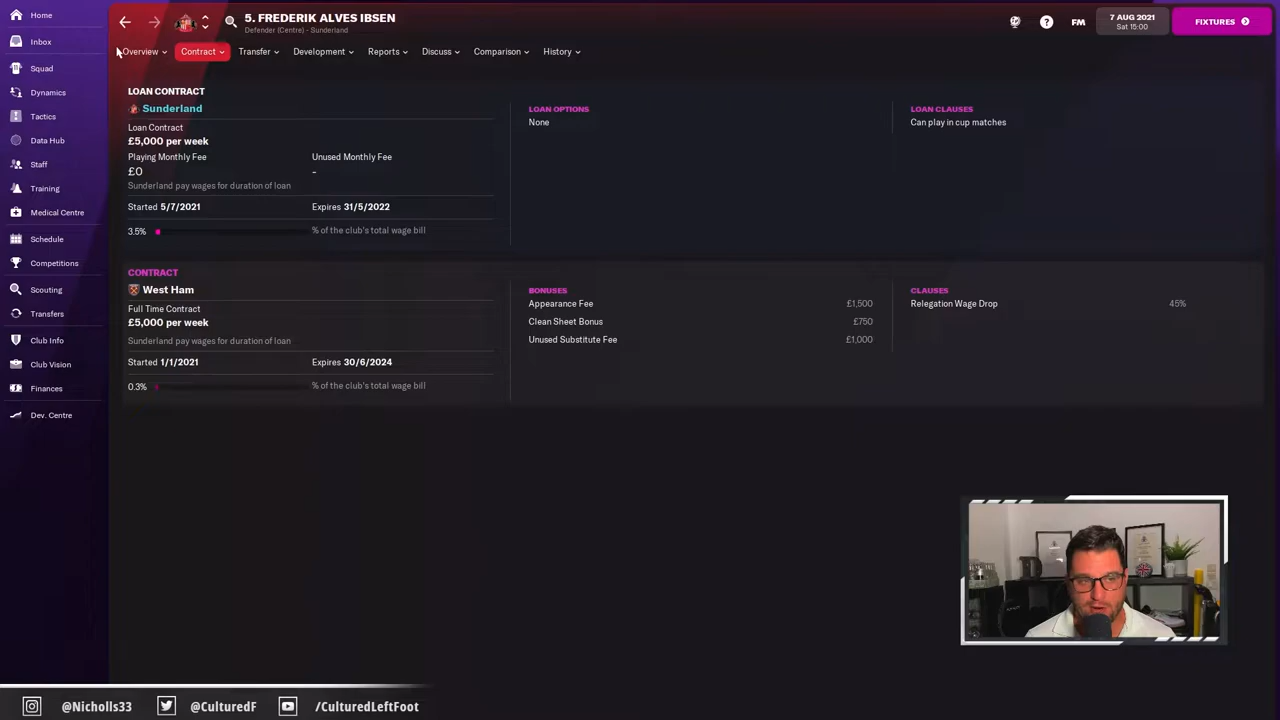 Home
Inbox
Squad
Dynamics
Tactics
Data Hub
Staff
Training
Medical Centre
Schedule
Competitions
Scouting
Transfers
Club Info
Club Vision
Finances
Dev. Centre
5. FREDERIK ALVES IBSEN
Defender (Centre) - Sunderland
FM
7 AUG 2021
Sat 15:00
FIXTURES
Overview
Contract
Transfer
Development
Reports
Discuss
Comparison
History
LOAN CONTRACT
Sunderland
Loan Contract
£5,000 per week
Playing Monthly Fee
Unused Monthly Fee
£0
-
Sunderland pay wages for duration of loan
Started 5/7/2021
Expires 31/5/2022
3.5%
% of the club's total wage bill
LOAN OPTIONS
None
LOAN CLAUSES
Can play in cup matches
CONTRACT
West Ham
Full Time Contract
£5,000 per week
Sunderland pay wages for duration of loan
Started 1/1/2021
Expires 30/6/2024
0.3%
% of the club's total wage bill
BONUSES
Appearance Fee £1,500
Clean Sheet Bonus £750
Unused Substitute Fee £1,000
CLAUSES
Relegation Wage Drop 45%
@Nicholls33
@CulturedF
/CulturedLeftFoot